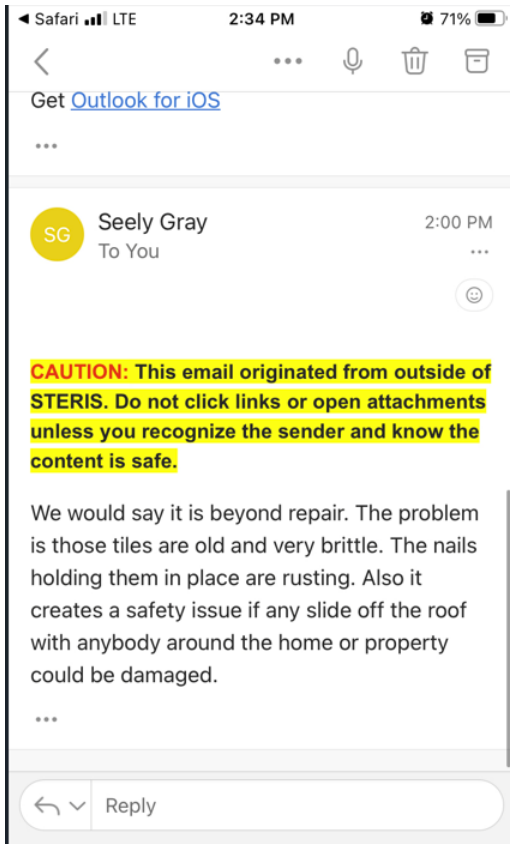 Safari LTE 2:34 PM 71%
Get Outlook for iOS
SG
Seely Gray 2:00 PM
To You
CAUTION: This email originated from outside of
STERIS. Do not click links or open attachments
unless you recognize the sender and know the
content is safe.
We would say it is beyond repair. The problem
is those tiles are old and very brittle. The nails
holding them in place are rusting. Also it
creates a safety issue if any slide off the roof
with anybody around the home or property
could be damaged.
Reply